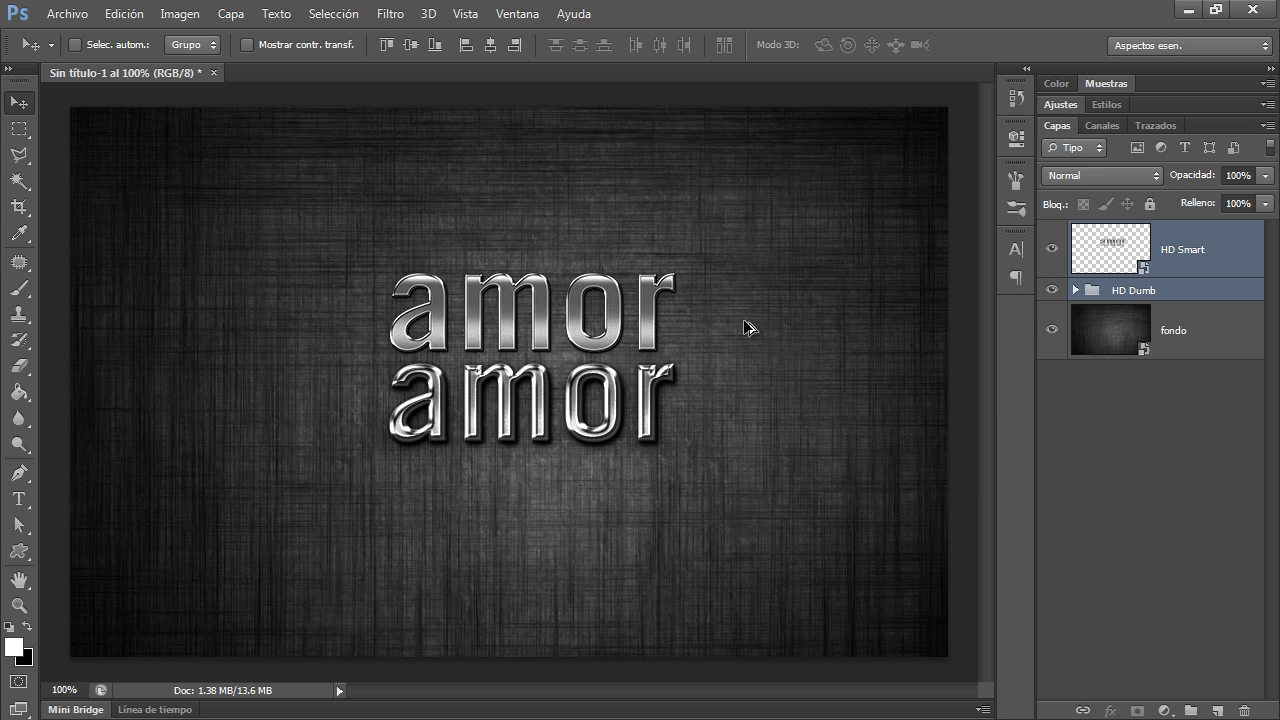 Ps Archivo Edición Imagen Capa Texto Selección Filtro 3D Vista Ventana Ayuda
Selec. autom.: Grupo Mostrar contr. transf. Modo 3D: Aspectos esen.
Sin título-1 al 100% (RGB/8) * ×
Color Muestras
Ajustes Estilos
Capas Canales Trazados
Tipo
Normal Opacidad: 100%
Bloq.: Relleno: 100%
HD Smart
HD Dumb
fondo
amor
amor
100% Doc: 1.38 MB/13.6 MB
Mini Bridge Línea de tiempo